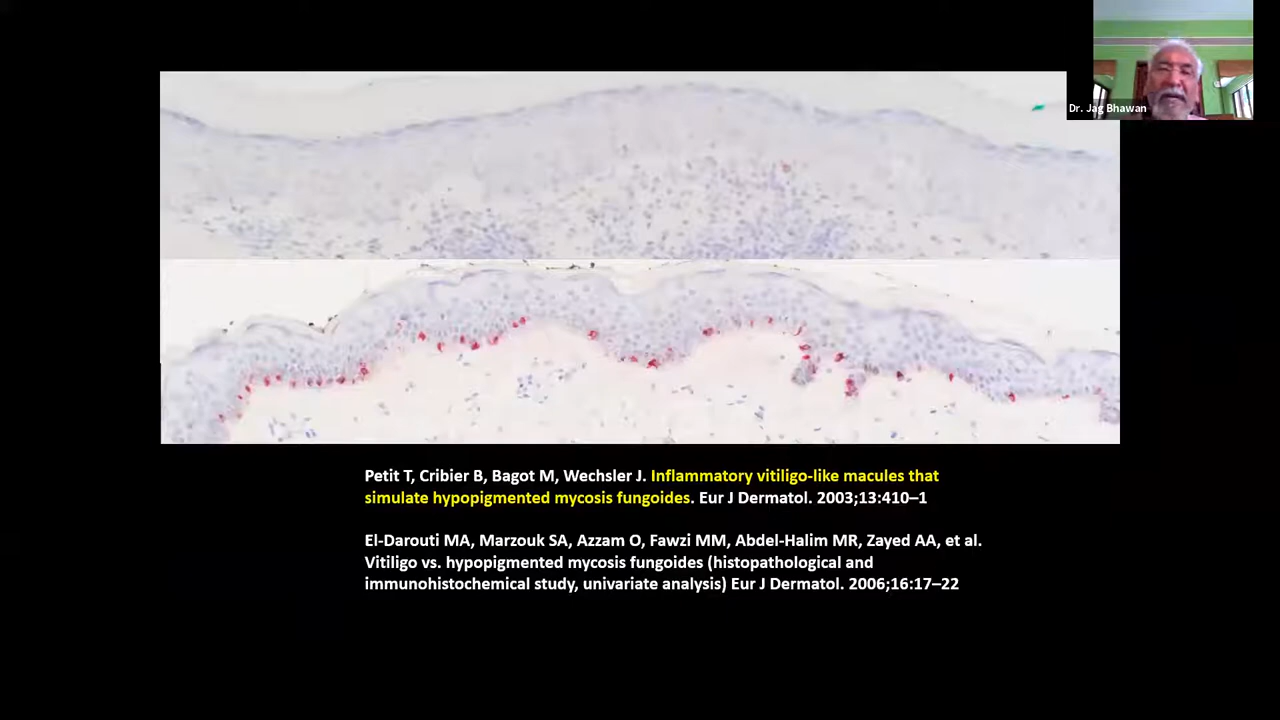 Dr. Jag Bhawan
Petit T, Cribier B, Bagot M, Wechsler J. Inflammatory vitiligo-like macules that
simulate hypopigmented mycosis fungoides. Eur J Dermatol. 2003;13:410–1
El-Darouti MA, Marzouk SA, Azzam O, Fawzi MM, Abdel-Halim MR, Zayed AA, et al.
Vitiligo vs. hypopigmented mycosis fungoides (histopathological and
immunohistochemical study, univariate analysis) Eur J Dermatol. 2006;16:17–22